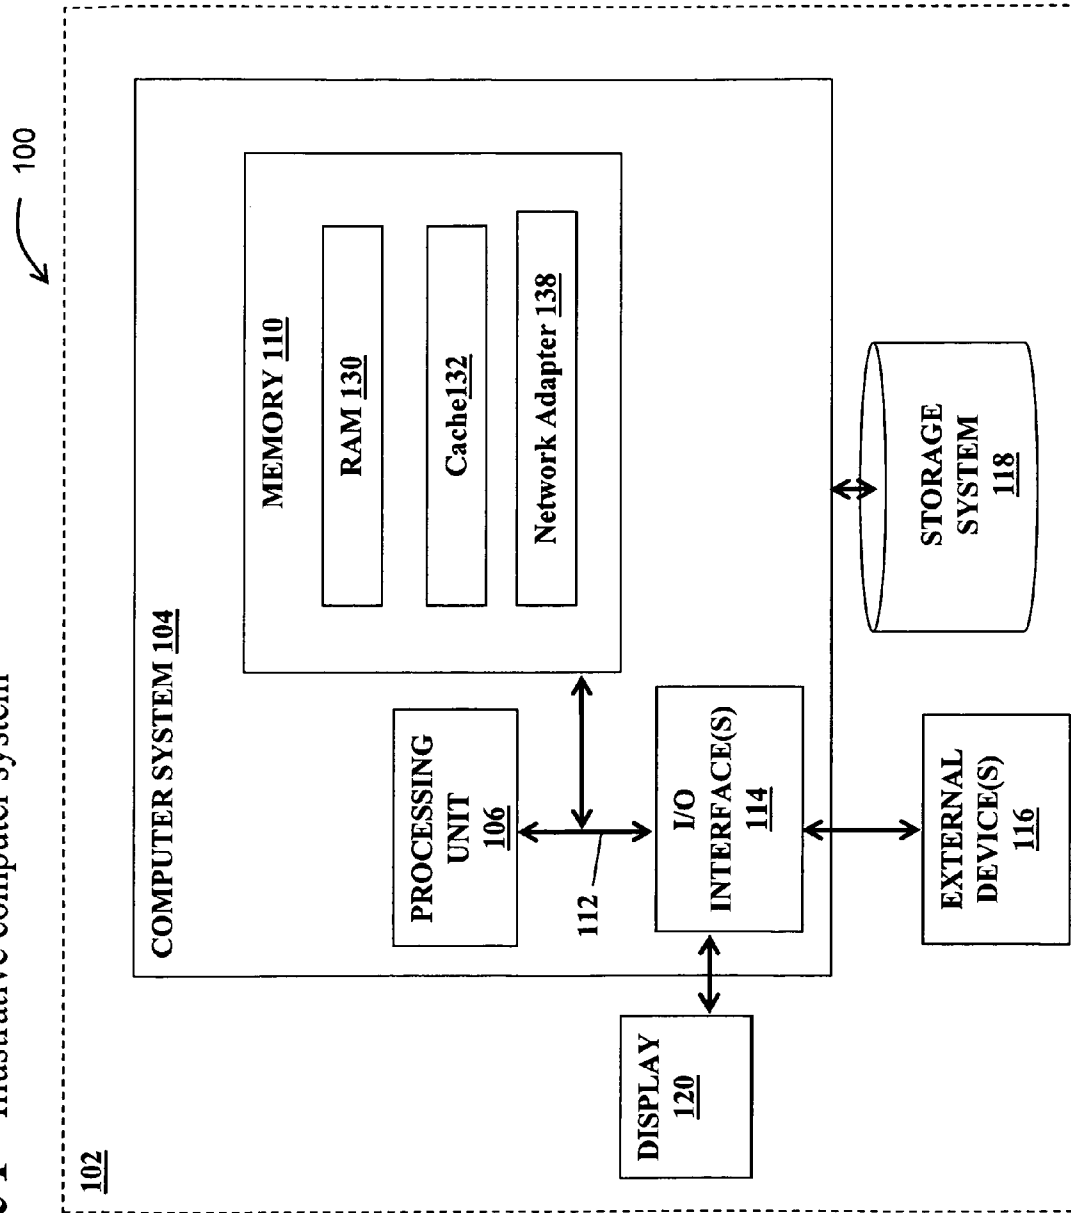 Illustrative computer system
100
102
COMPUTER SYSTEM 104
MEMORY 110
RAM 130
Cache132
Network Adapter 138
PROCESSING
UNIT
106
112
I/O
INTERFACE(S)
114
DISPLAY
120
EXTERNAL
DEVICE(S)
116
STORAGE
SYSTEM
118